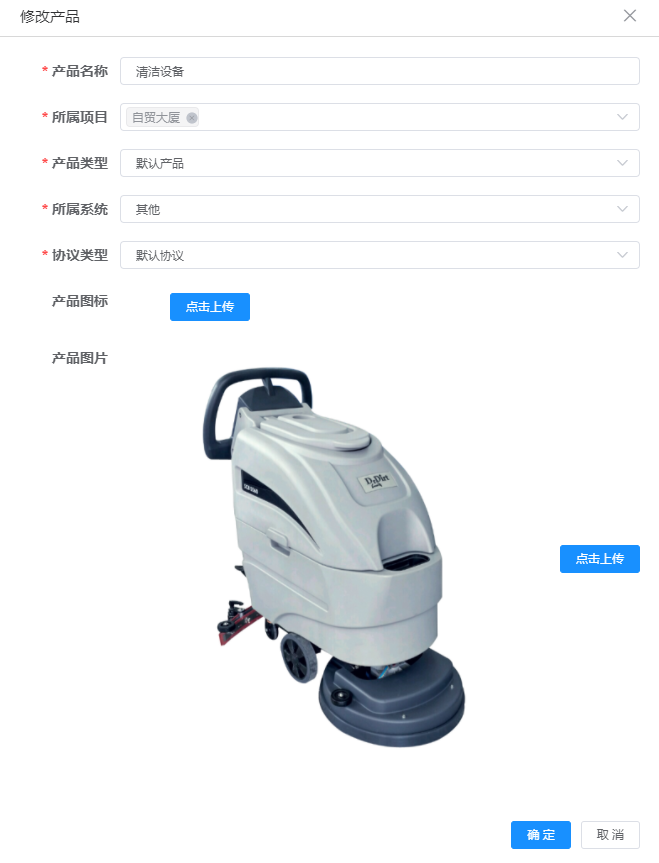 修改产品
* 产品名称 清洁设备
* 所属项目 自贸大厦
* 产品类型 默认产品
* 所属系统 其他
* 协议类型 默认协议
产品图标 点击上传
产品图片
点击上传
确 定 取 消